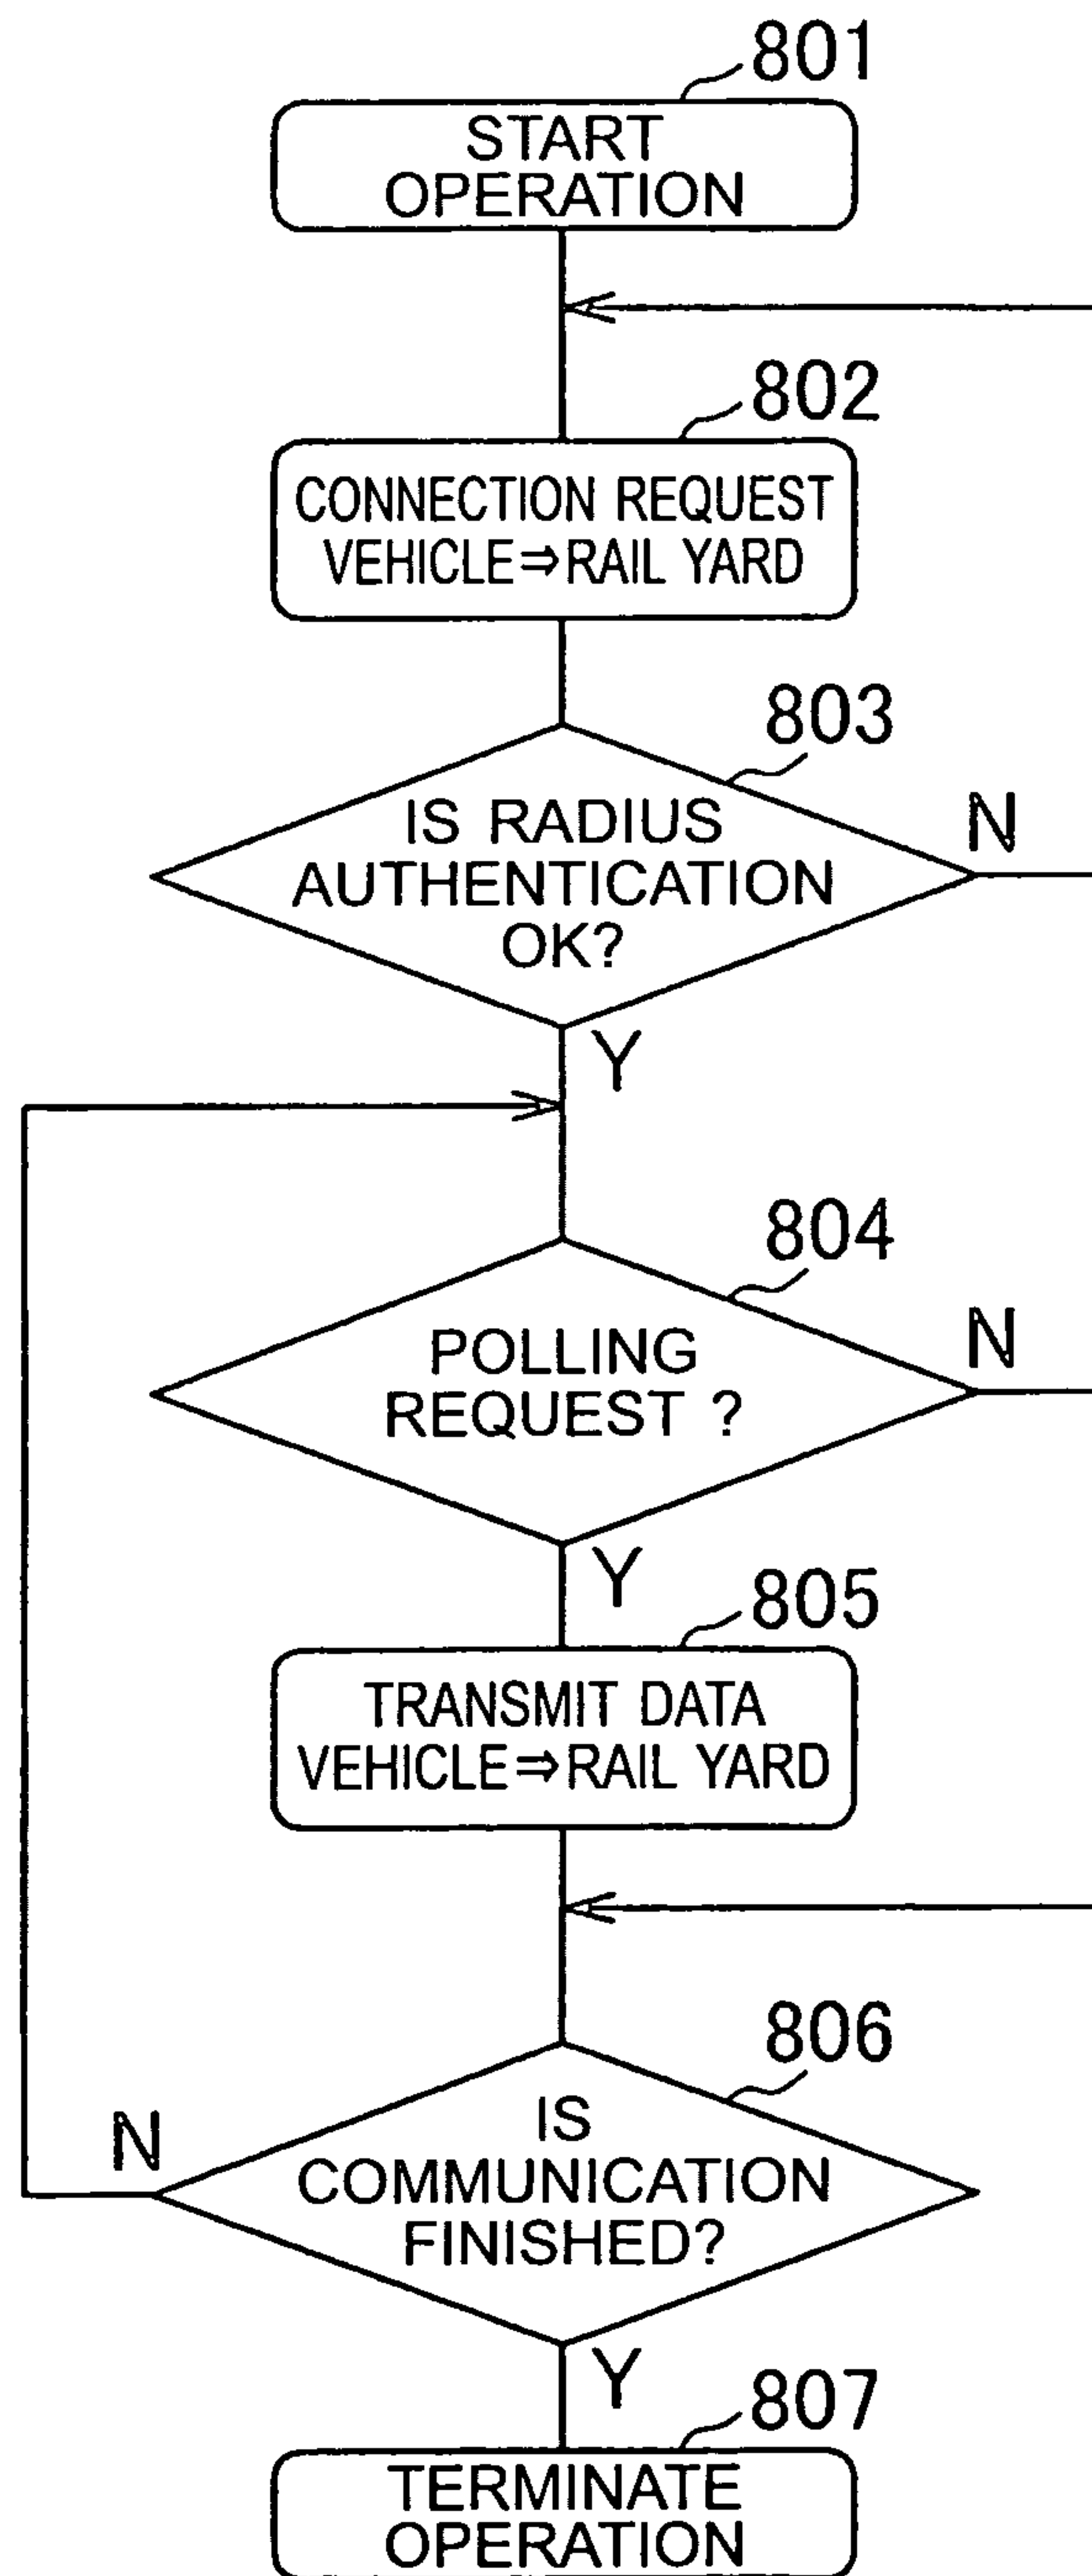 801
START
OPERATION
802
CONNECTION REQUEST
VEHICLE⇒RAIL YARD
803
IS RADIUS
AUTHENTICATION
OK?
N
Y
804
POLLING
REQUEST ?
N
Y
805
TRANSMIT DATA
VEHICLE⇒RAIL YARD
806
IS
COMMUNICATION
FINISHED?
N
Y
807
TERMINATE
OPERATION